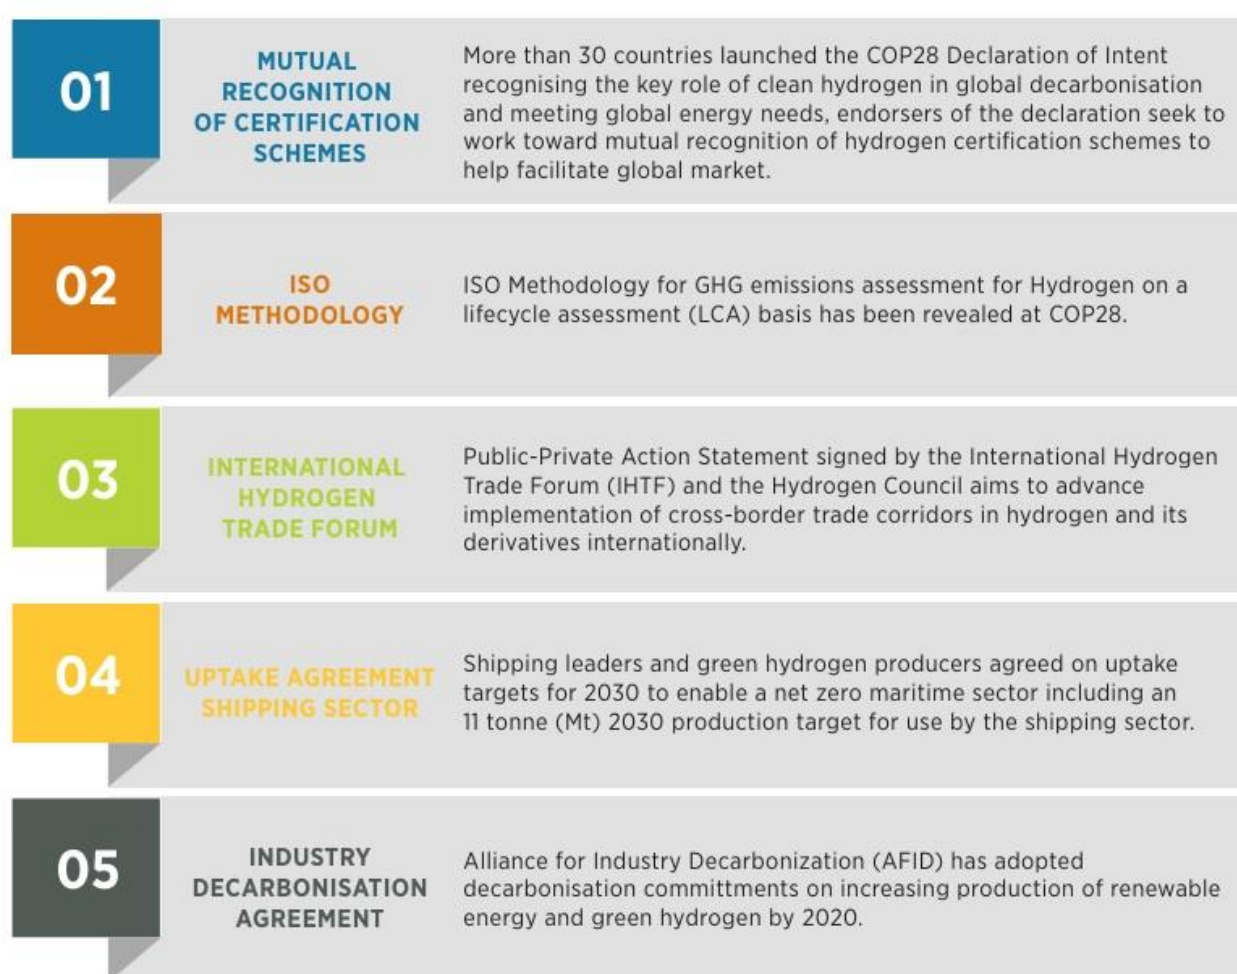 01
MUTUAL
RECOGNITION
OF CERTIFICATION
SCHEMES
More than 30 countries launched the COP28 Declaration of Intent
recognising the key role of clean hydrogen in global decarbonisation
and meeting global energy needs, endorsers of the declaration seek to
work toward mutual recognition of hydrogen certification schemes to
help facilitate global market.
02
ISO
METHODOLOGY
ISO Methodology for GHG emissions assessment for Hydrogen on a
lifecycle assessment (LCA) basis has been revealed at COP28.
03
INTERNATIONAL
HYDROGEN
TRADE FORUM
Public-Private Action Statement signed by the International Hydrogen
Trade Forum (IHTF) and the Hydrogen Council aims to advance
implementation of cross-border trade corridors in hydrogen and its
derivatives internationally.
04
UPTAKE AGREEMENT
SHIPPING SECTOR
Shipping leaders and green hydrogen producers agreed on uptake
targets for 2030 to enable a net zero maritime sector including an
11 tonne (Mt) 2030 production target for use by the shipping sector.
05
INDUSTRY
DECARBONISATION
AGREEMENT
Alliance for Industry Decarbonization (AFID) has adopted
decarbonisation committments on increasing production of renewable
energy and green hydrogen by 2020.